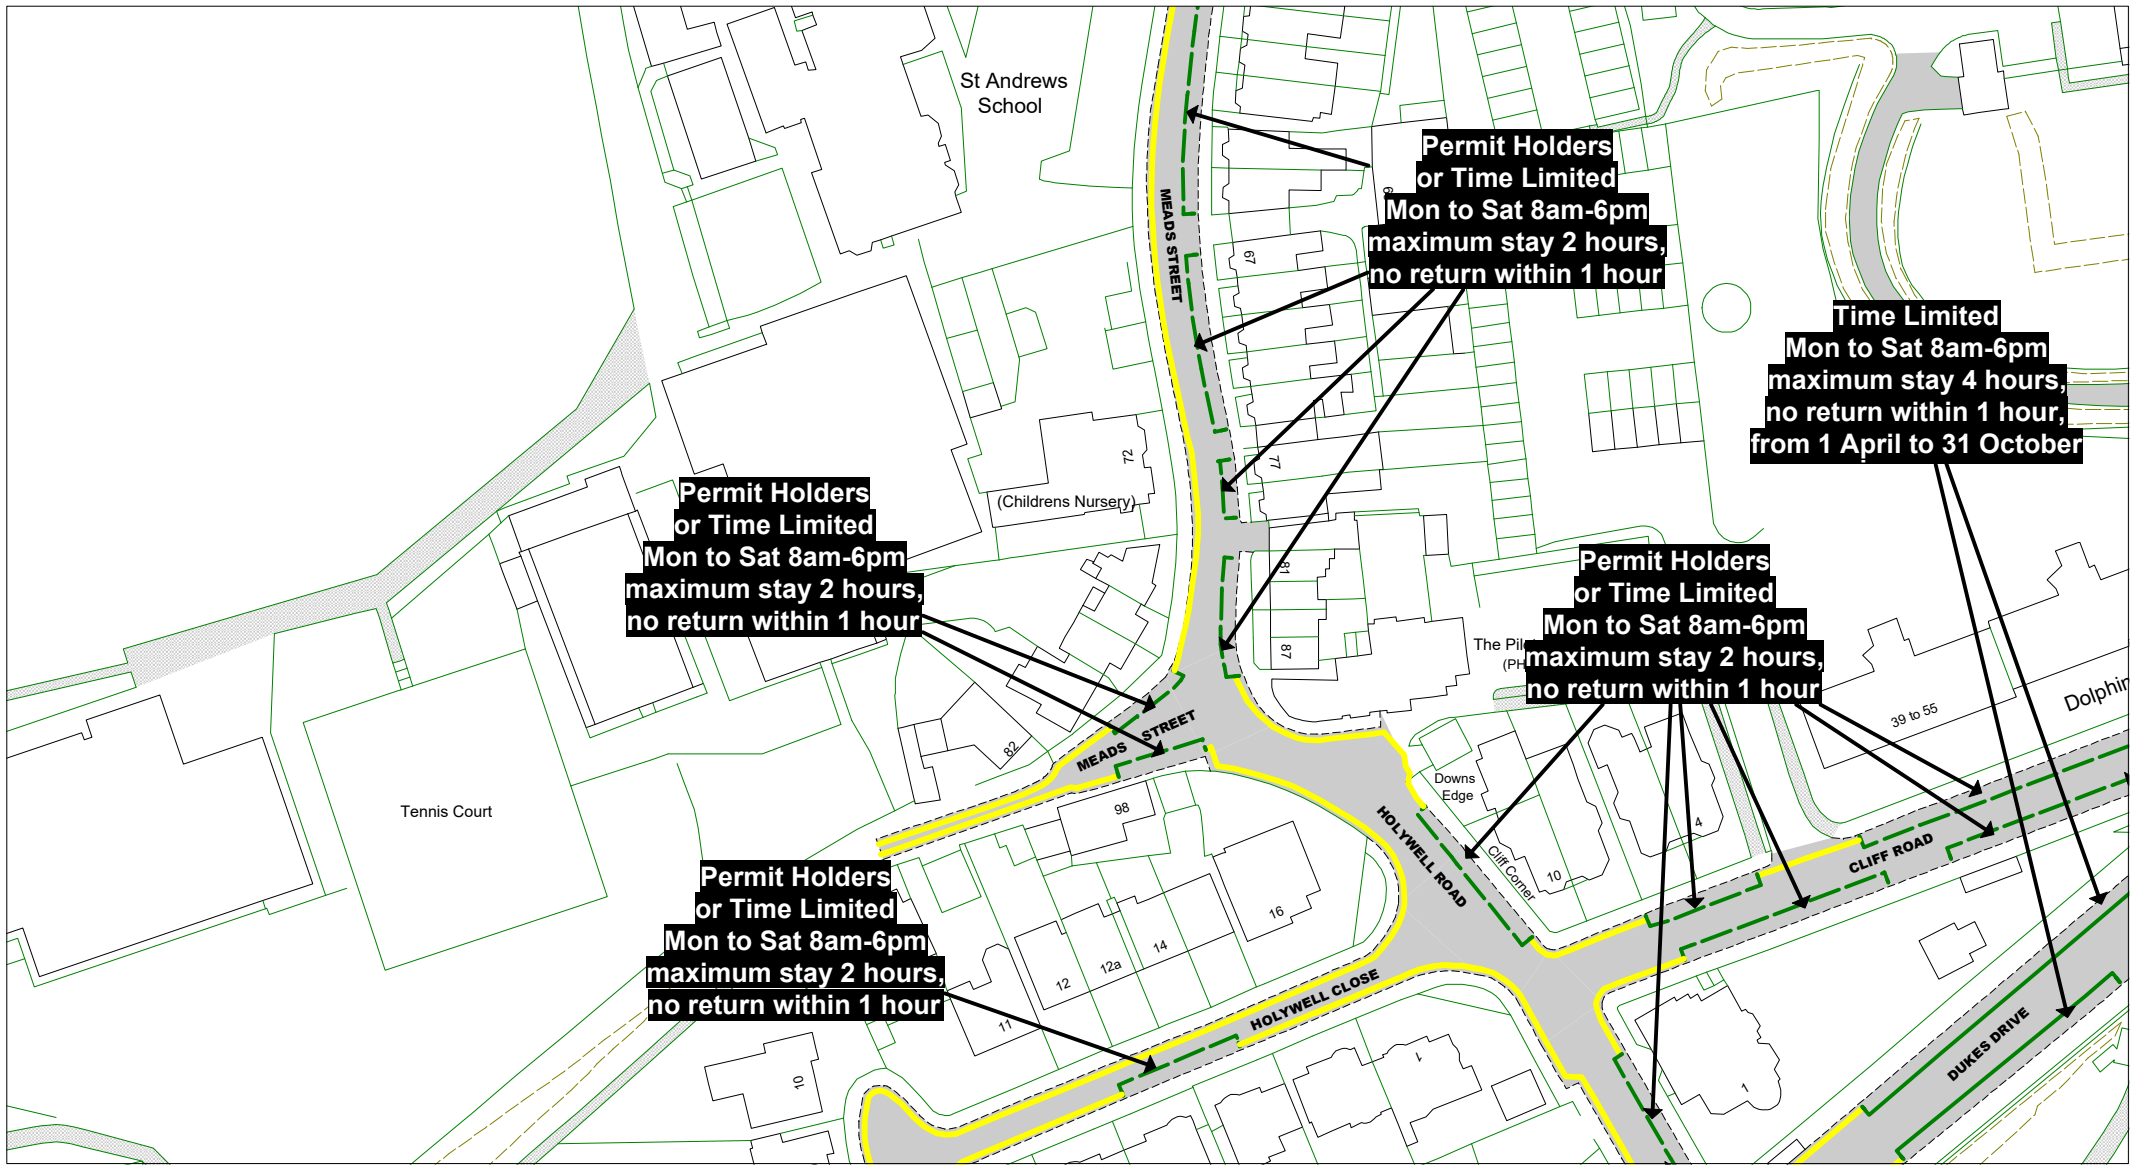 St Andrews
School
Permit Holders
or Time Limited
Mon to Sat 8am-6pm
maximum stay 2 hours,
no return within 1 hour
MEADS STREET
67
Time Limited
Mon to Sat 8am-6pm
maximum stay 4 hours,
no return within 1 hour,
from 1 April to 31 October
72
77
(Childrens Nursery)
Permit Holders
or Time Limited
Mon to Sat 8am-6pm
maximum stay 2 hours,
no return within 1 hour
81
87
Permit Holders
or Time Limited
Mon to Sat 8am-6pm
maximum stay 2 hours,
no return within 1 hour
The
(PH
Dolphin
39 to 55
MEADS STREET
82
Downs
Edge
Tennis Court
98
HOLYWELL ROAD
Cliff Corner
4
10
CLIFF ROAD
Permit Holders
or Time Limited
Mon to Sat 8am-6pm
maximum stay 2 hours,
no return within 1 hour
16
14
12a
12
11
HOLYWELL CLOSE
DUKES DRIVE
10
1
1